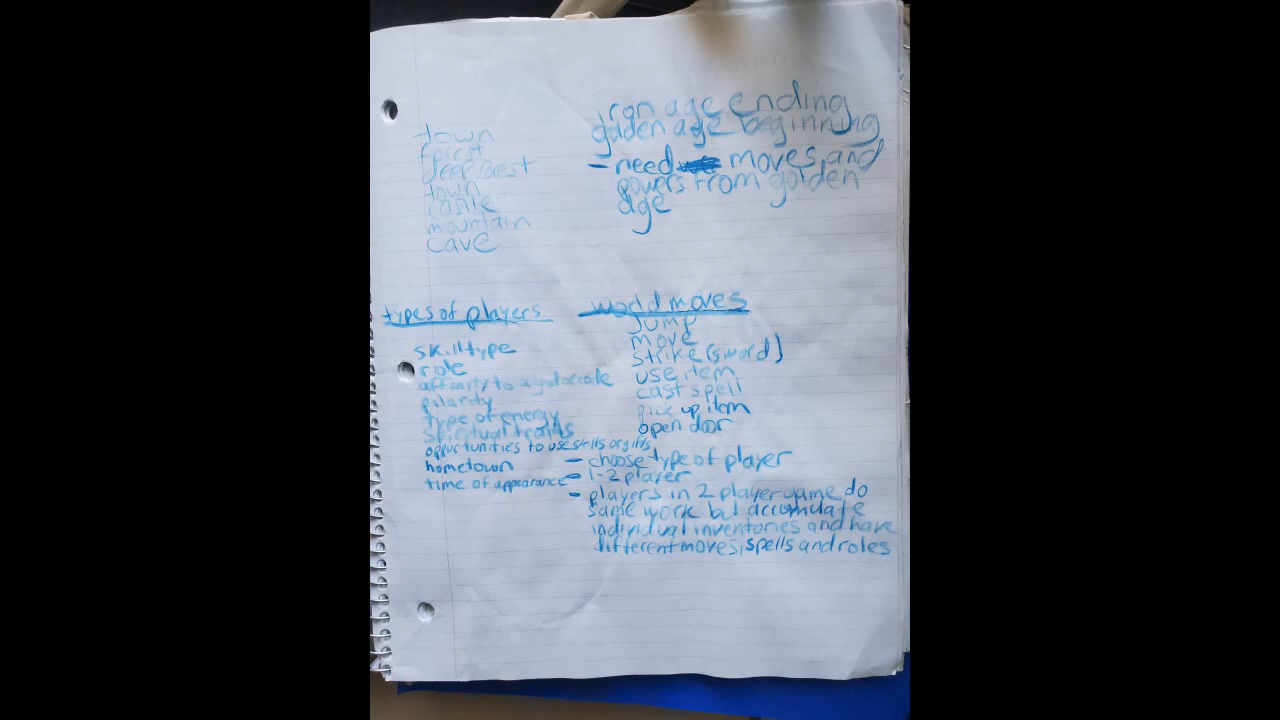 town
forest
deep forest
town
castle
mountain
cave
iron age ending
golden age beginning
- need moves, and
powers from golden
age
types of players
skill type
role
affinity to a
polarity
type of energy
spiritual traits
opportunities to use skills or gifts
hometown
time of appearance
world moves
jump
move
strike (sword)
use item
cast spell
pick up item
open door
- choose type of player
- 1-2 player
- players in 2 player game do
same work but accumulate
individual inventories and have
different moves, spells and roles